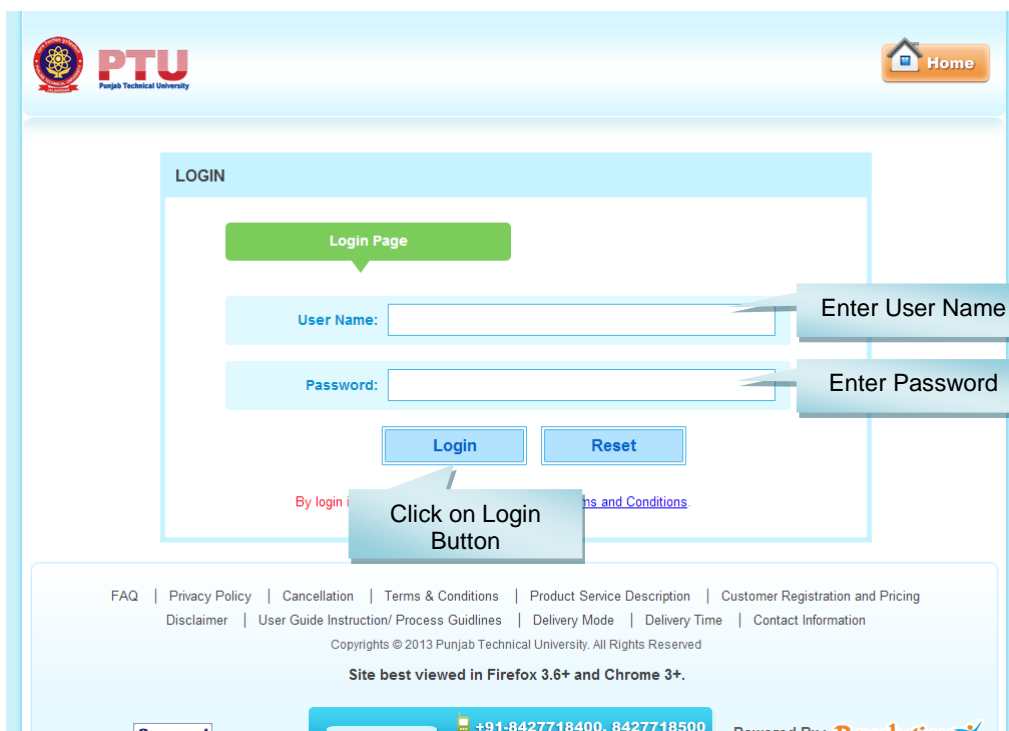 PTU
Punjab Technical University
Home
LOGIN
Login Page
User Name:
Enter User Name
Password:
Enter Password
Login Reset
By login
ms and Conditions.
Click on Login
Button
FAQ | Privacy Policy | Cancellation | Terms & Conditions | Product Service Description | Customer Registration and Pricing
Disclaimer | User Guide Instruction/ Process Guidlines | Delivery Mode | Delivery Time | Contact Information
Copyrights © 2013 Punjab Technical University. All Rights Reserved
Site best viewed in Firefox 3.6+ and Chrome 3+.
+91-8427718400, 8427718500
Powered By :